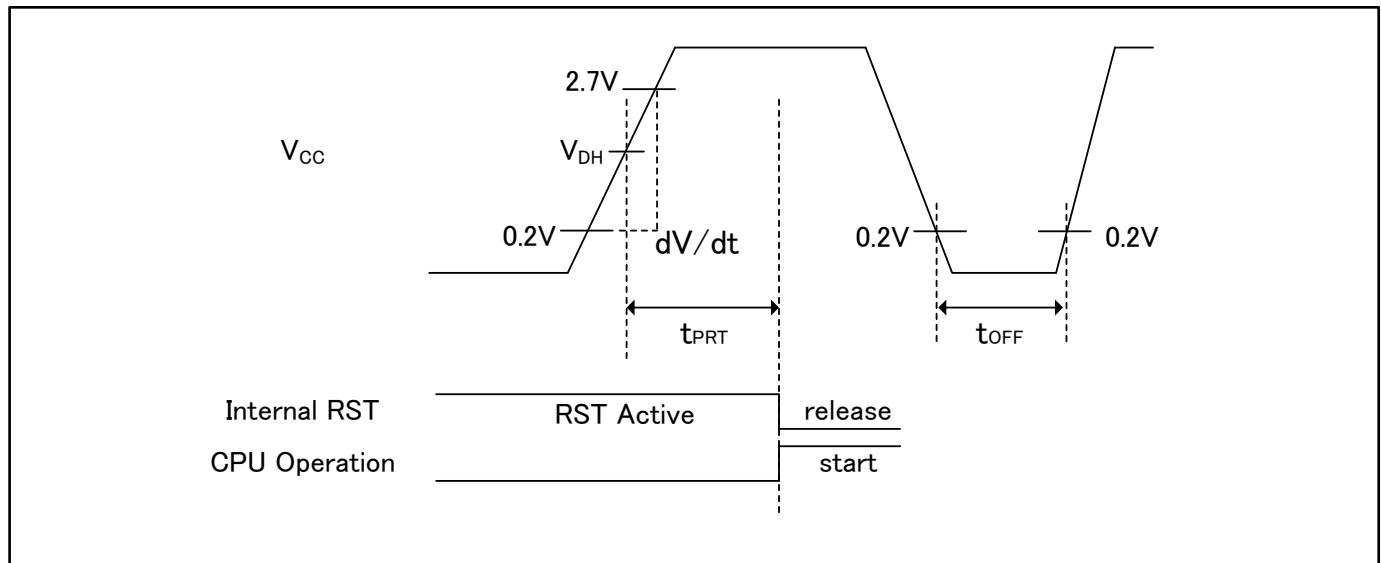 2.7V
VCC
VDH
0.2V
dV/dt
0.2V
0.2V
tPRT
tOFF
Internal RST
RST Active
release
CPU Operation
start